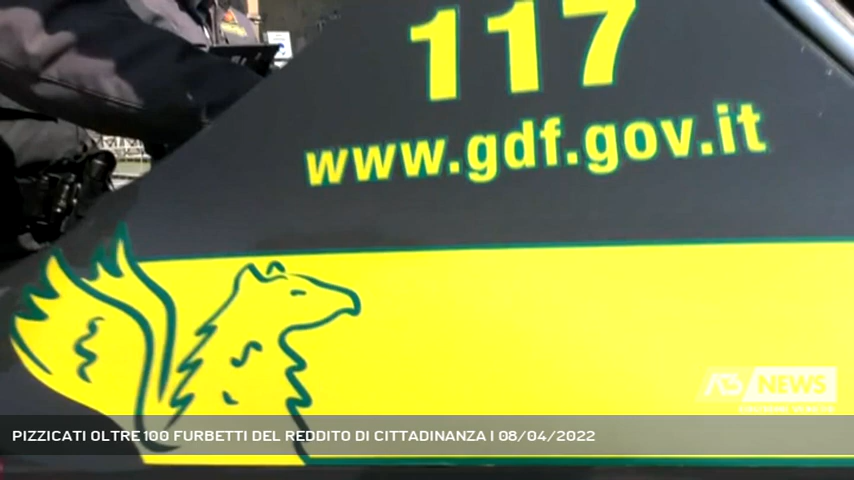 117
www.gdf.gov.it
A3 NEWS
PIZZICATI OLTRE 100 FURBETTI DEL REDDITO DI CITTADINANZA | 08/04/2022